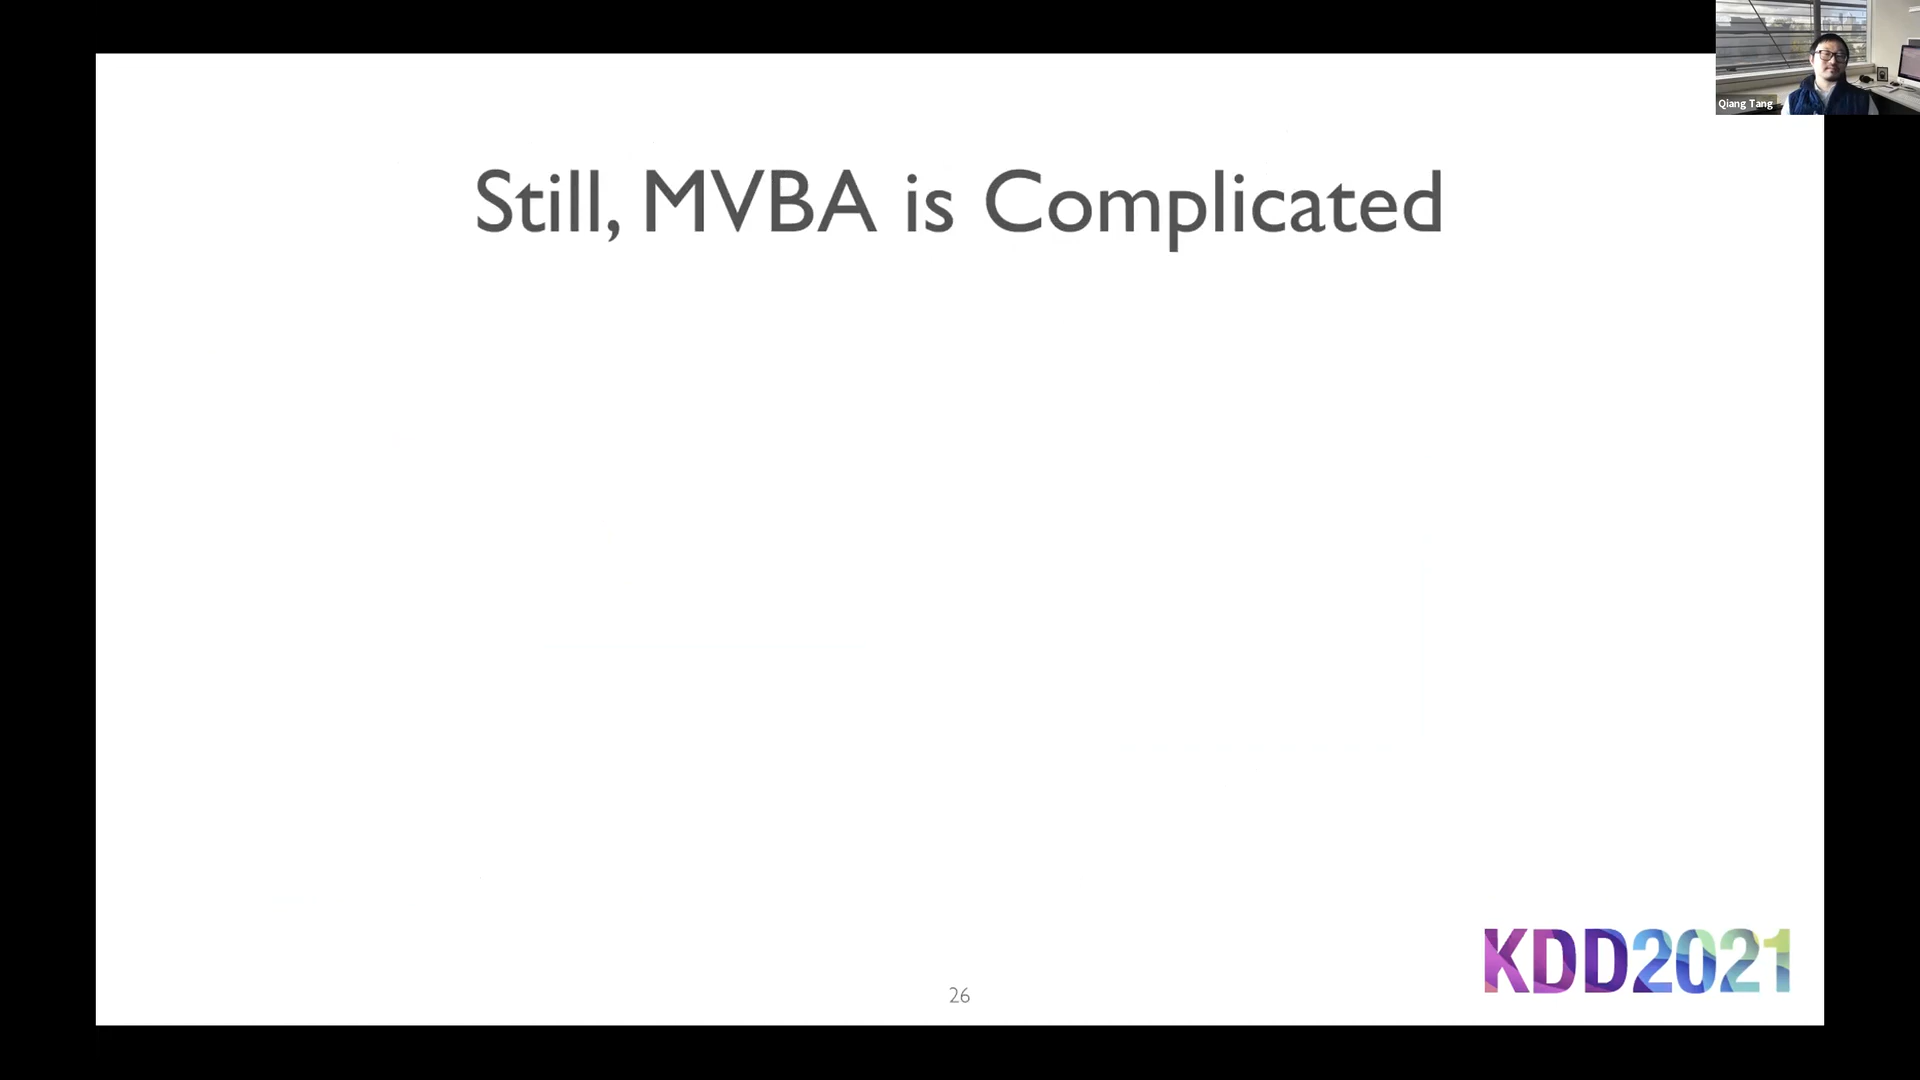 Qiang Tang
Still, MVBA is Complicated
KDD2021
26